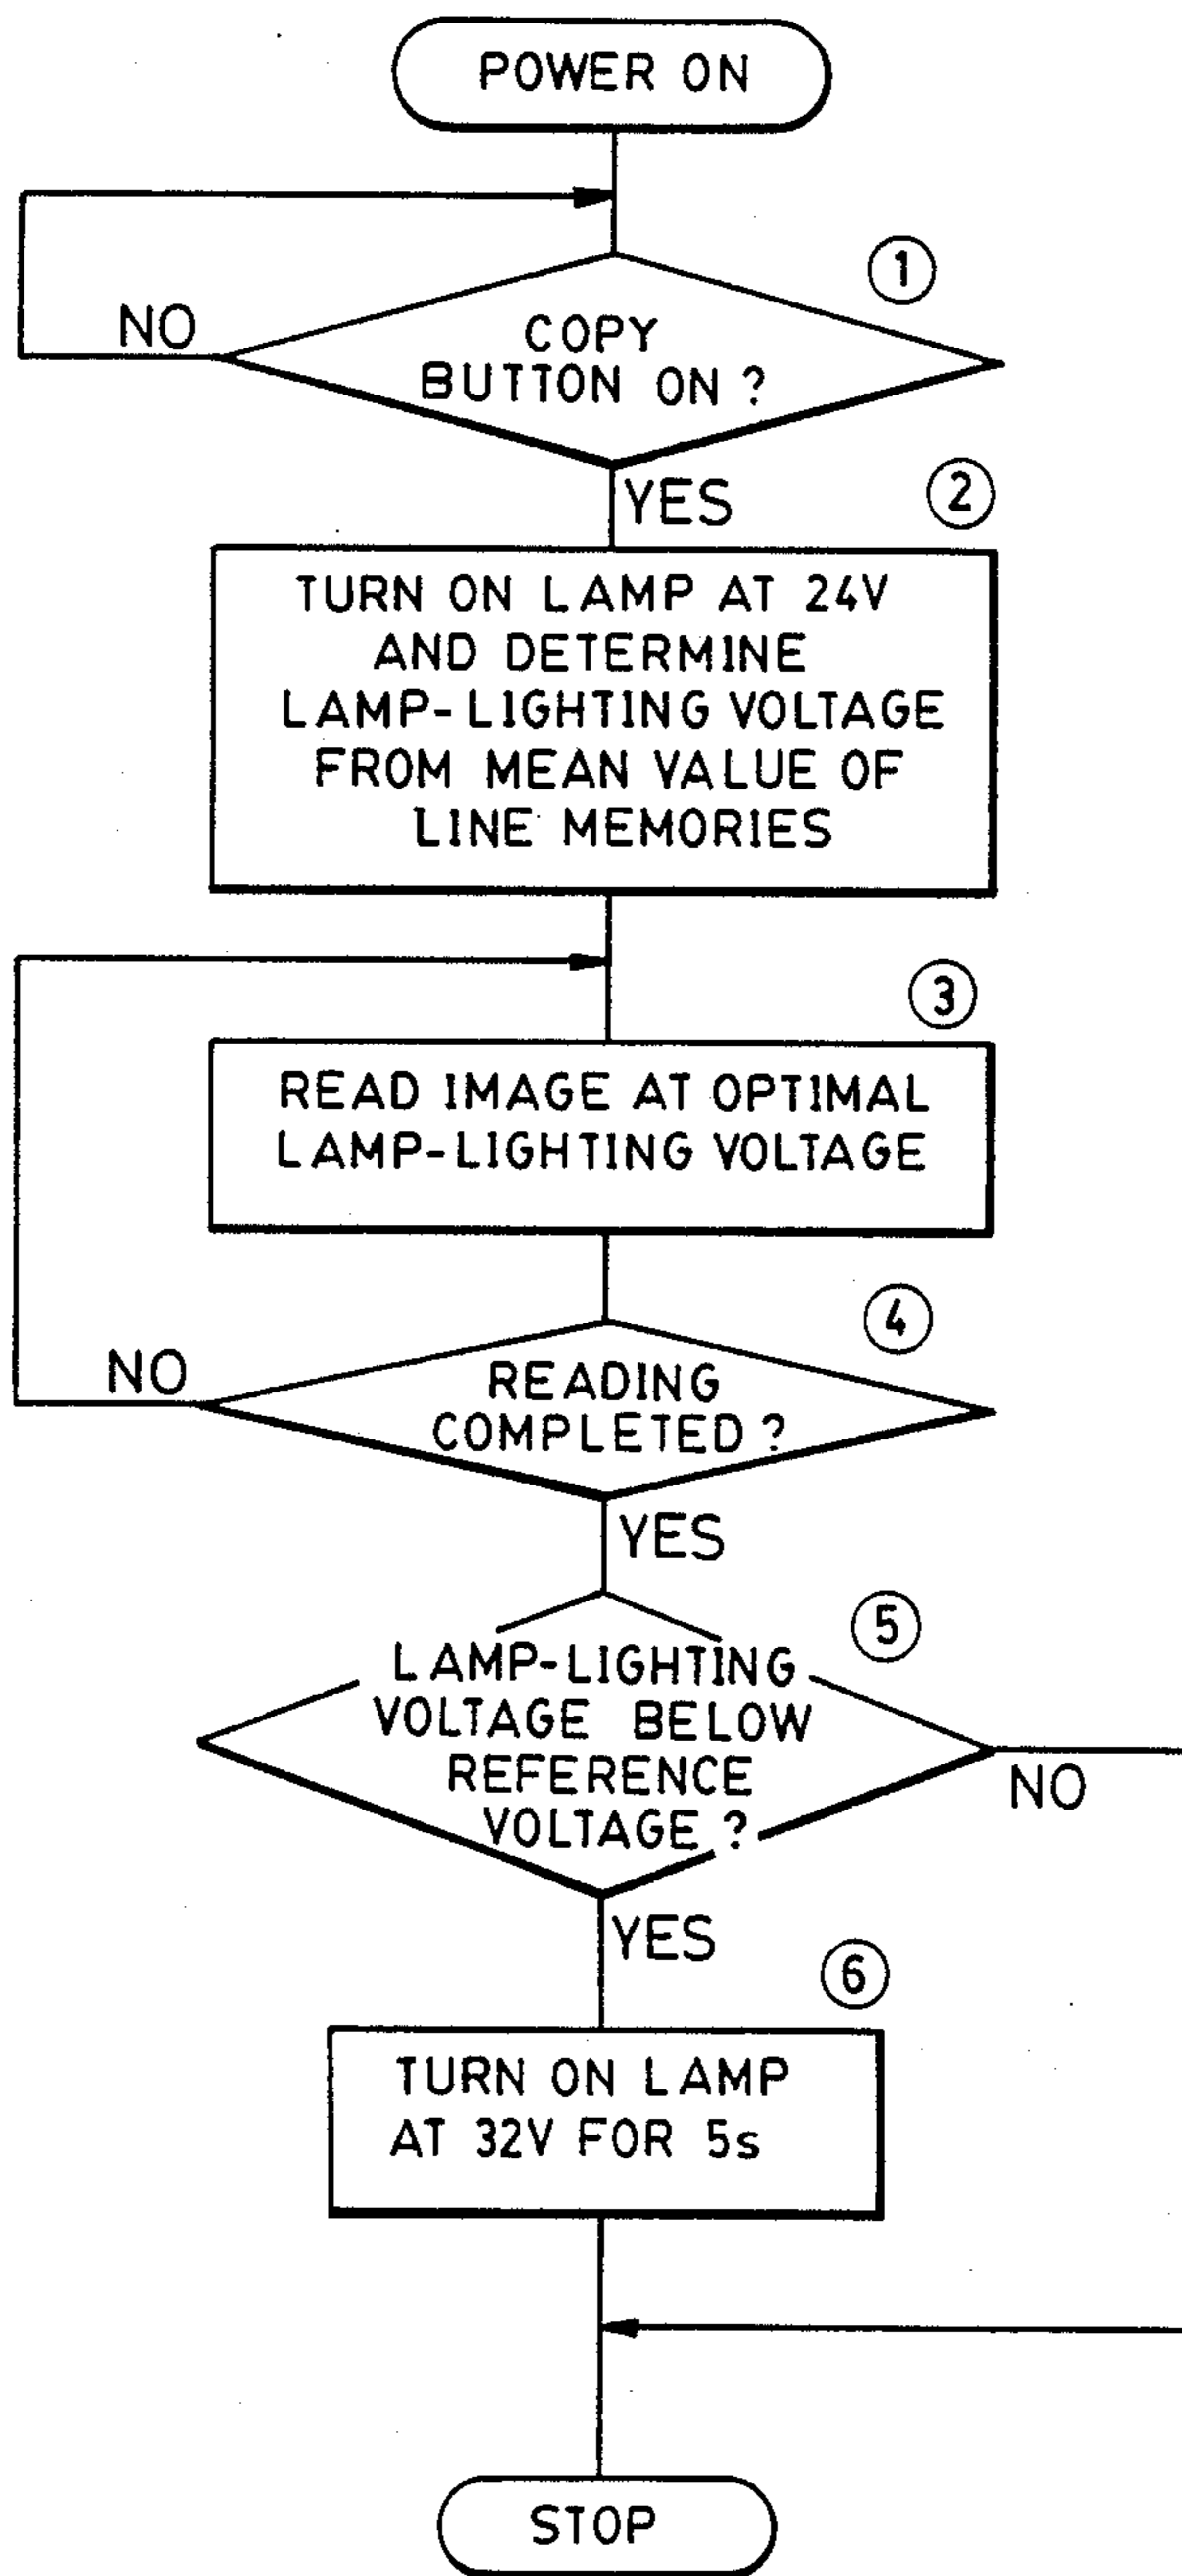 POWER ON
1
NO
COPY
BUTTON ON ?
YES
2
TURN ON LAMP AT 24V
AND DETERMINE
LAMP-LIGHTING VOLTAGE
FROM MEAN VALUE OF
LINE MEMORIES
3
READ IMAGE AT OPTIMAL
LAMP-LIGHTING VOLTAGE
4
NO
READING
COMPLETED ?
YES
5
LAMP-LIGHTING
VOLTAGE BELOW
REFERENCE
VOLTAGE ?
NO
YES
6
TURN ON LAMP
AT 32V FOR 5s
STOP